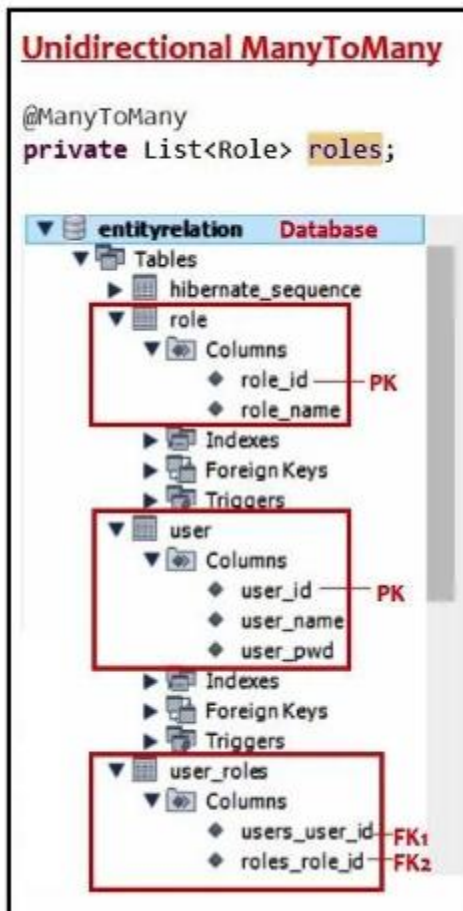 Unidirectional ManyToMany
@ManyToMany
private List<Role> roles;
entityrelation Database
Tables
hibernate_sequence
role
Columns
role_id PK
role_name
Indexes
Foreign Keys
Triggers
user
Columns
user_id PK
user_name
user_pwd
Indexes
Foreign Keys
Triggers
user_roles
Columns
users_user_id FK1
roles_role_id FK2